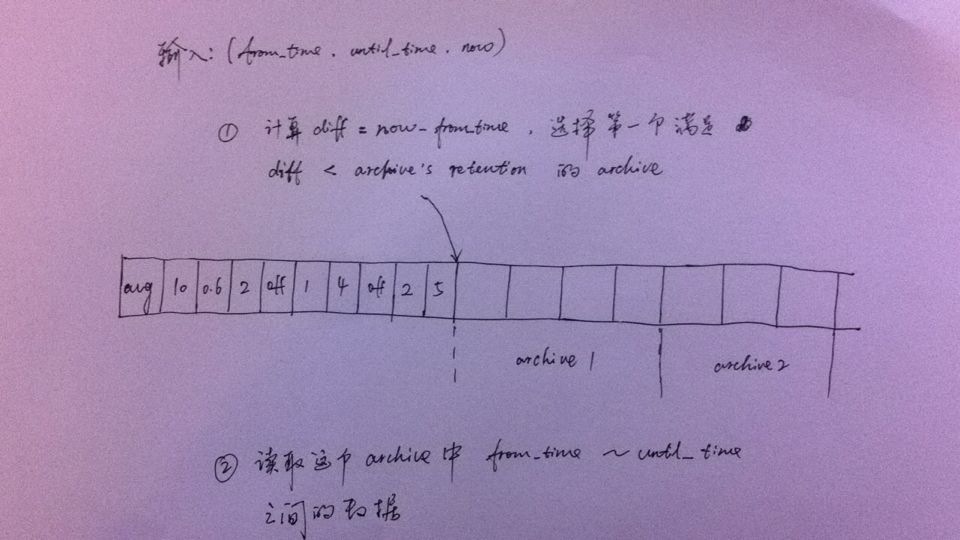 输入: (from_time, until_time, now)
① 计算 diff = now - from_time, 选择第一个满足
diff < archive's retention 的 archive
avg 10 0.6 2 off 1 4 off 2 5
archive 1 archive 2
② 读取这个 archive 中 from_time ~ until_time
之间的数据